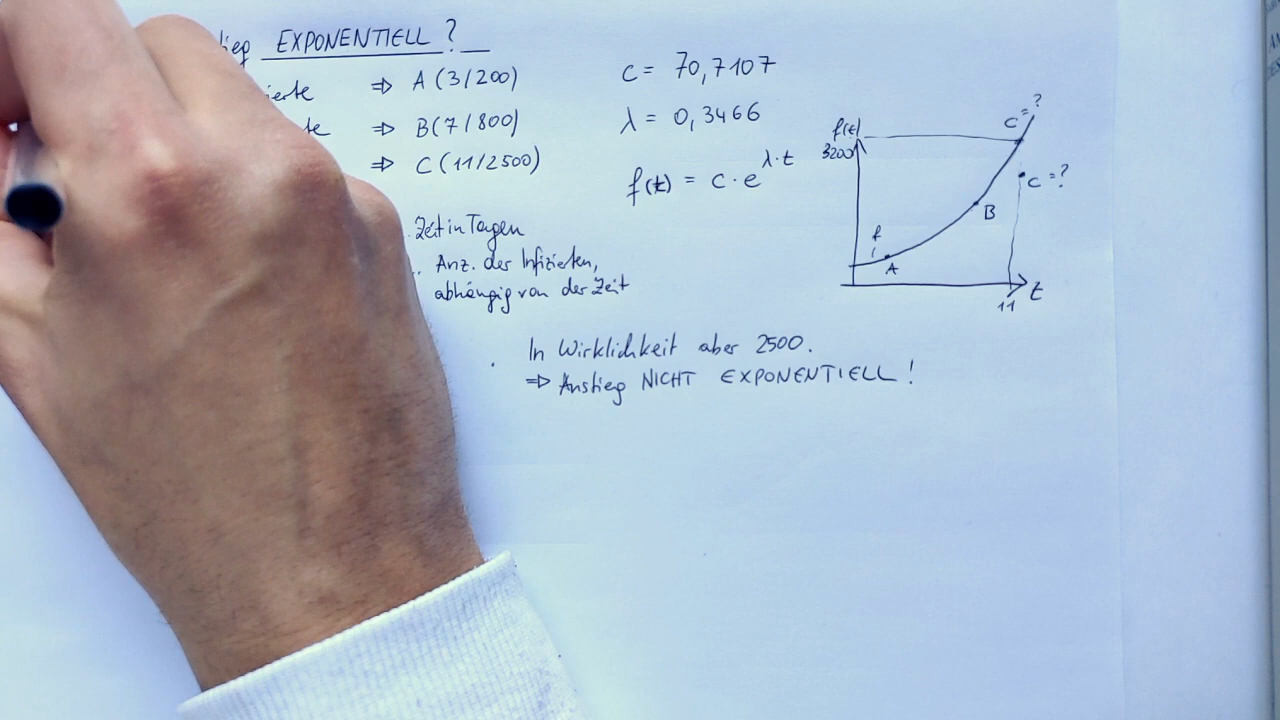 EXPONENTIELL ?
⇒ A (3/200)
⇒ B(7/800)
⇒ C (11/2500)
Zeit in Tagen
.. Anz. der Infizierten,
abhängig von der Zeit
c = 70,7107
λ = 0,3466
f(t) = c · e^λ·t
f(t)
3200
C = ?
C = ?
B
f
A
11
t
In Wirklichkeit aber 2500.
⇒ Anstieg NICHT EXPONENTIELL !